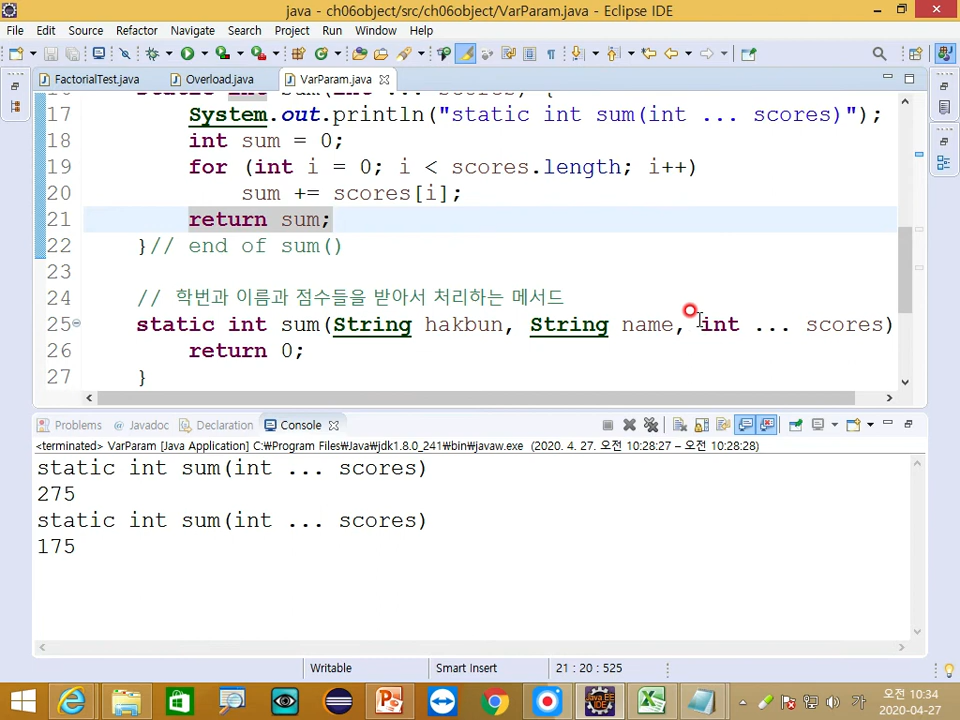 java - ch06object/src/ch06object/VarParam.java - Eclipse IDE
File Edit Source Refactor Navigate Search Project Run Window Help
FactorialTest.java Overload.java VarParam.java
17 System.out.println("static int sum(int ... scores)");
18 int sum = 0;
19 for (int i = 0; i < scores.length; i++)
20 sum += scores[i];
21 return sum;
22 }// end of sum()
23
24 // 학번과 이름과 점수들을 받아서 처리하는 메서드
25 static int sum(String hakbun, String name, int ... scores)
26 return 0;
27 }
Problems @ Javadoc Declaration Console
<terminated> VarParam [Java Application] C:₩Program Files₩Java₩jdk1.8.0_241₩bin₩javaw.exe (2020. 4. 27. 오전 10:28:27 – 오전 10:28:28)
static int sum(int ... scores)
275
static int sum(int ... scores)
175
Writable Smart Insert 21 : 20 : 525
가 오전 10:34
2020-04-27